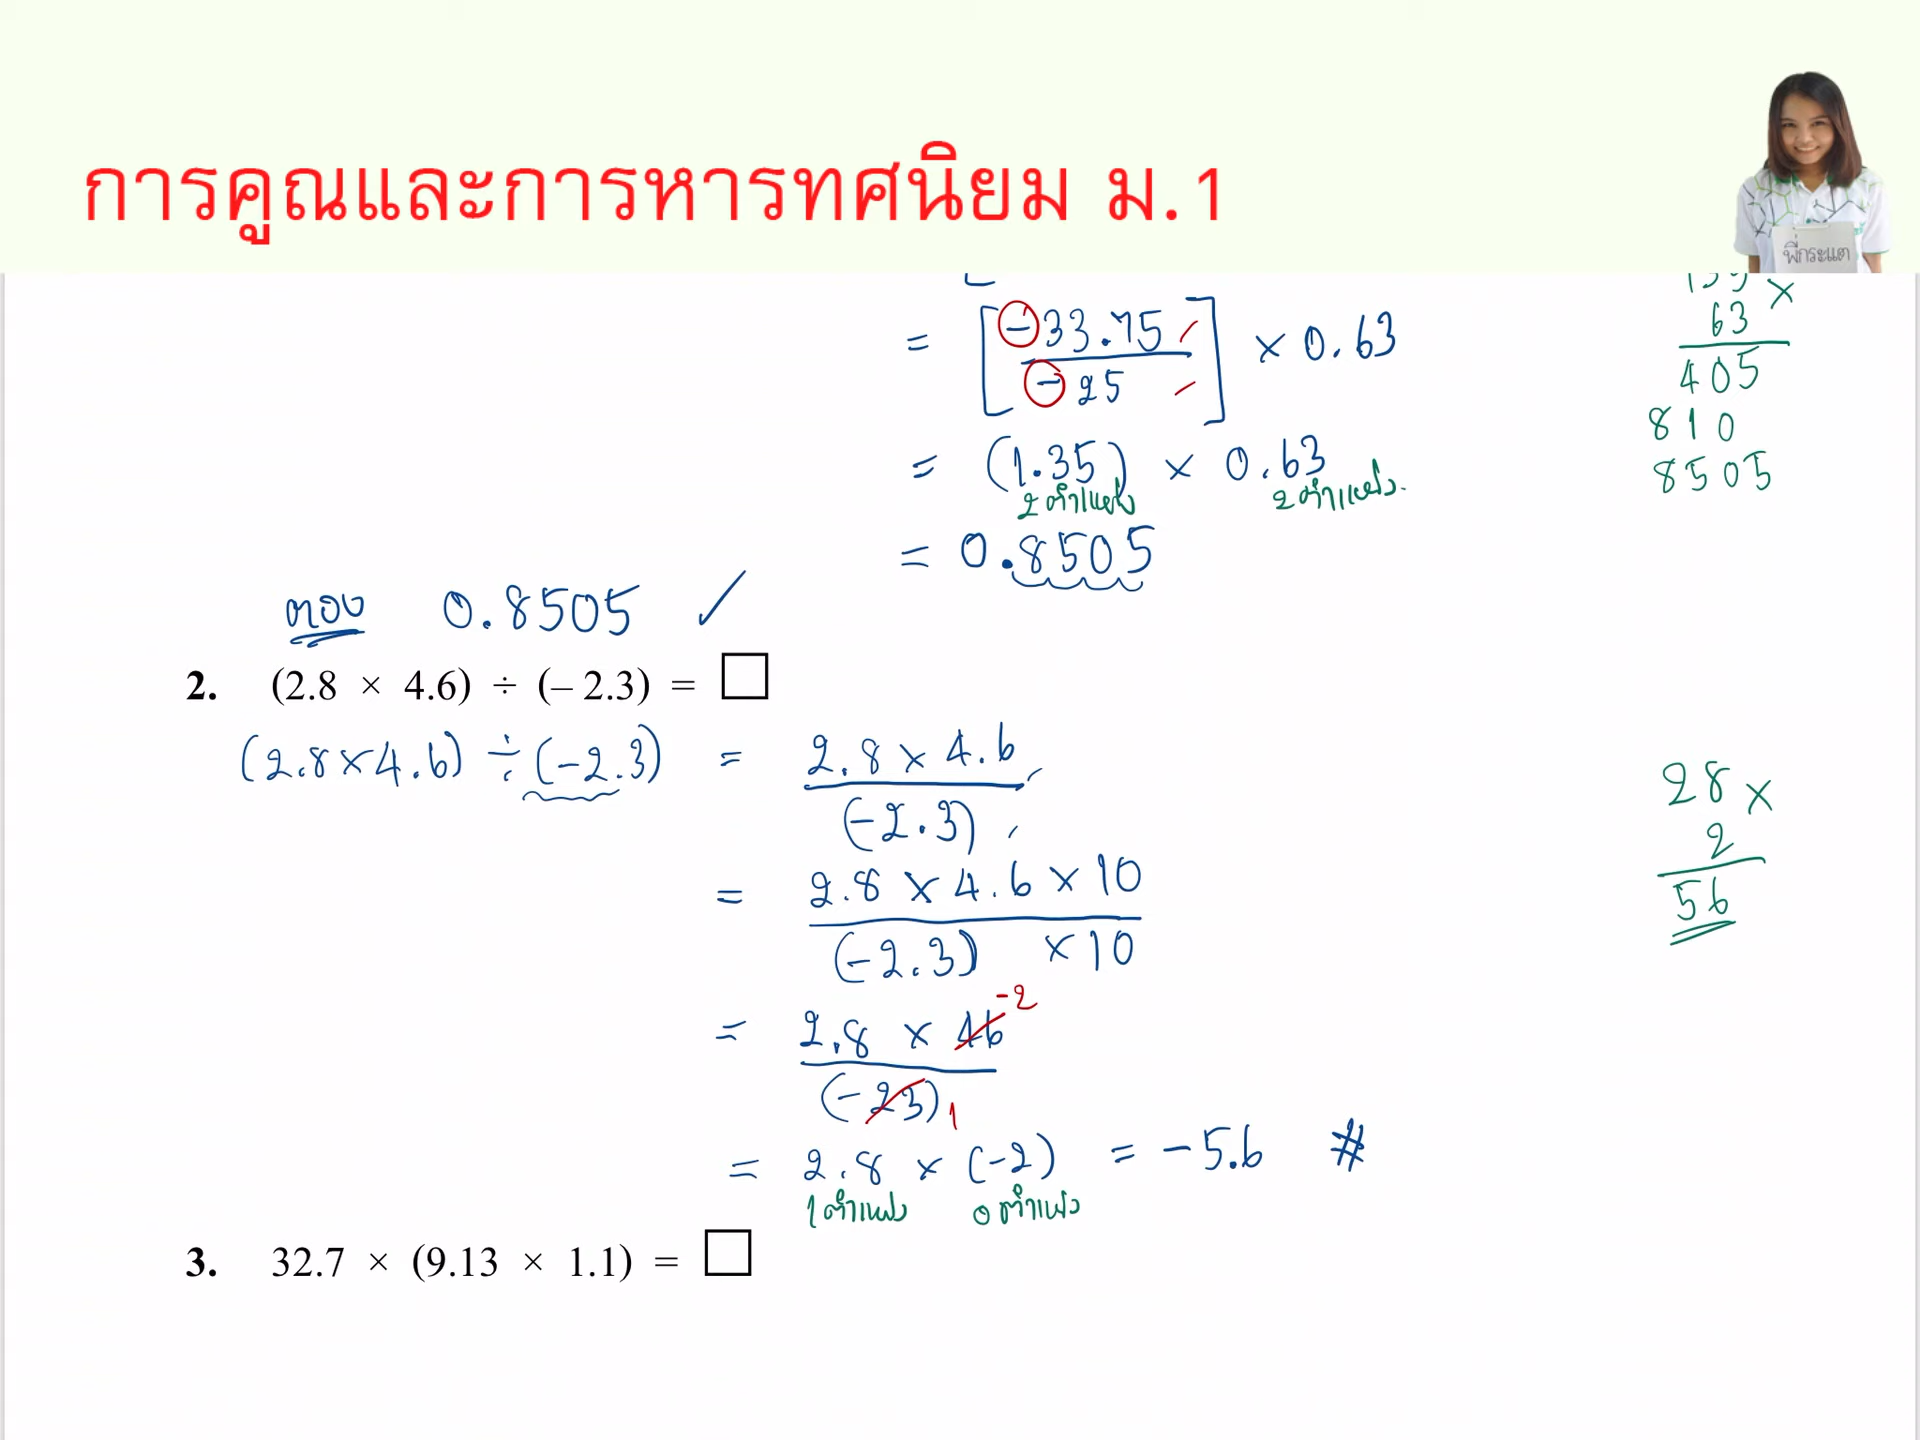 การคูณและการหารทศนิยม ม.1
พี่กระแต
= [ -33.75 / -25 ] × 0.63
63 ×
405
810
8505
= (1.35) × 0.63
2 ตำแหน่ง 2 ตำแหน่ง
= 0.8505
ตอบ 0.8505 ✓
2. (2.8 × 4.6) ÷ (– 2.3) = □
(2.8×4.6) ÷ (-2.3) = 2.8 × 4.6
(-2.3)
28 ×
2
56
= 2.8 × 4.6 × 10
(-2.3) × 10
= 2.8 × 46 -2
(-23) 1
= 2.8 × (-2) = -5.6 #
1 ตำแหน่ง 0 ตำแหน่ง
3. 32.7 × (9.13 × 1.1) = □